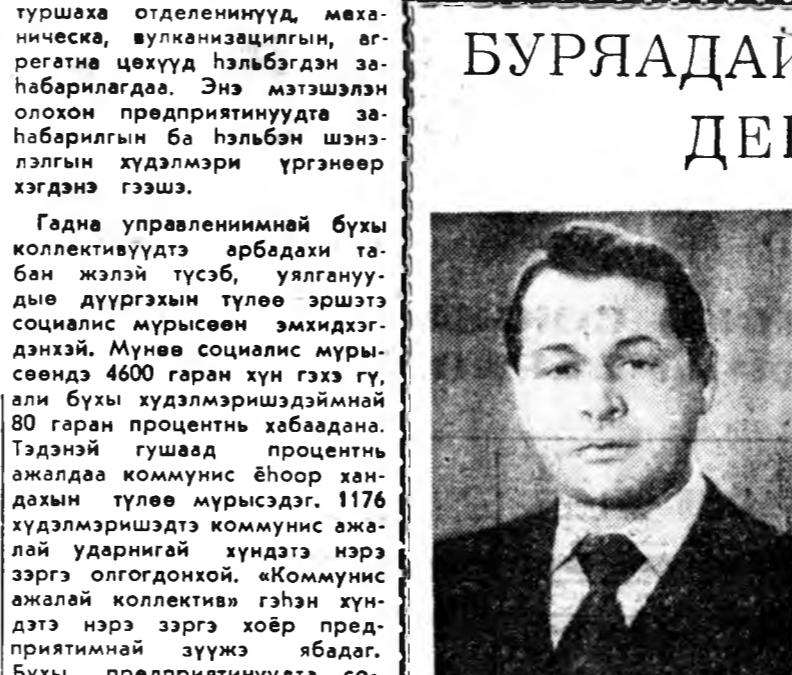 туршаха отделенинүүд, меха-
ническа, вулканизацилгын, аг-
регатна цехүүд һэльбэгдэн за-
һабарилагдаа. Энэ мэтэшэлэн
олохон предприятинуудта за-
һабарилгын ба һэльбэн шэнэ-
лэлгын хүдэлмэри үргэнөөр
хэгдэнэ гээшэ.
Гадна управлениимнай бүхы
коллективүүдтэ арбадахи та-
бан жэлэй түсэб, уялгануу-
дые дүүргэхын түлөө эршэтэ
социалис мүрысөөн эмхидхэг-
дэнхэй. Мүнөө социалис мүры-
сөөндэ 4600 гаран хүн гэхэ гү,
али бүхы хүдэлмэришэдэймнай
80 гаран процентнь хабаадана.
Тэдэнэй гушаад процентнь
ажалдаа коммунис ёһоор хан-
дахын түлөө мүрысэдэг. 1176
хүдэлмэришэдтэ коммунис ажа-
лай ударнигай хүндэтэ нэрэ
зэргэ олгогдонхой. «Коммунис
ажалай коллектив» гэһэн хүн-
дэтэ нэрэ зэргэ хоёр пред-
приятимнай зүүжэ ябадаг.
Бүхы предприятинуудта со-
БУРЯАДАЙ
ДЕП